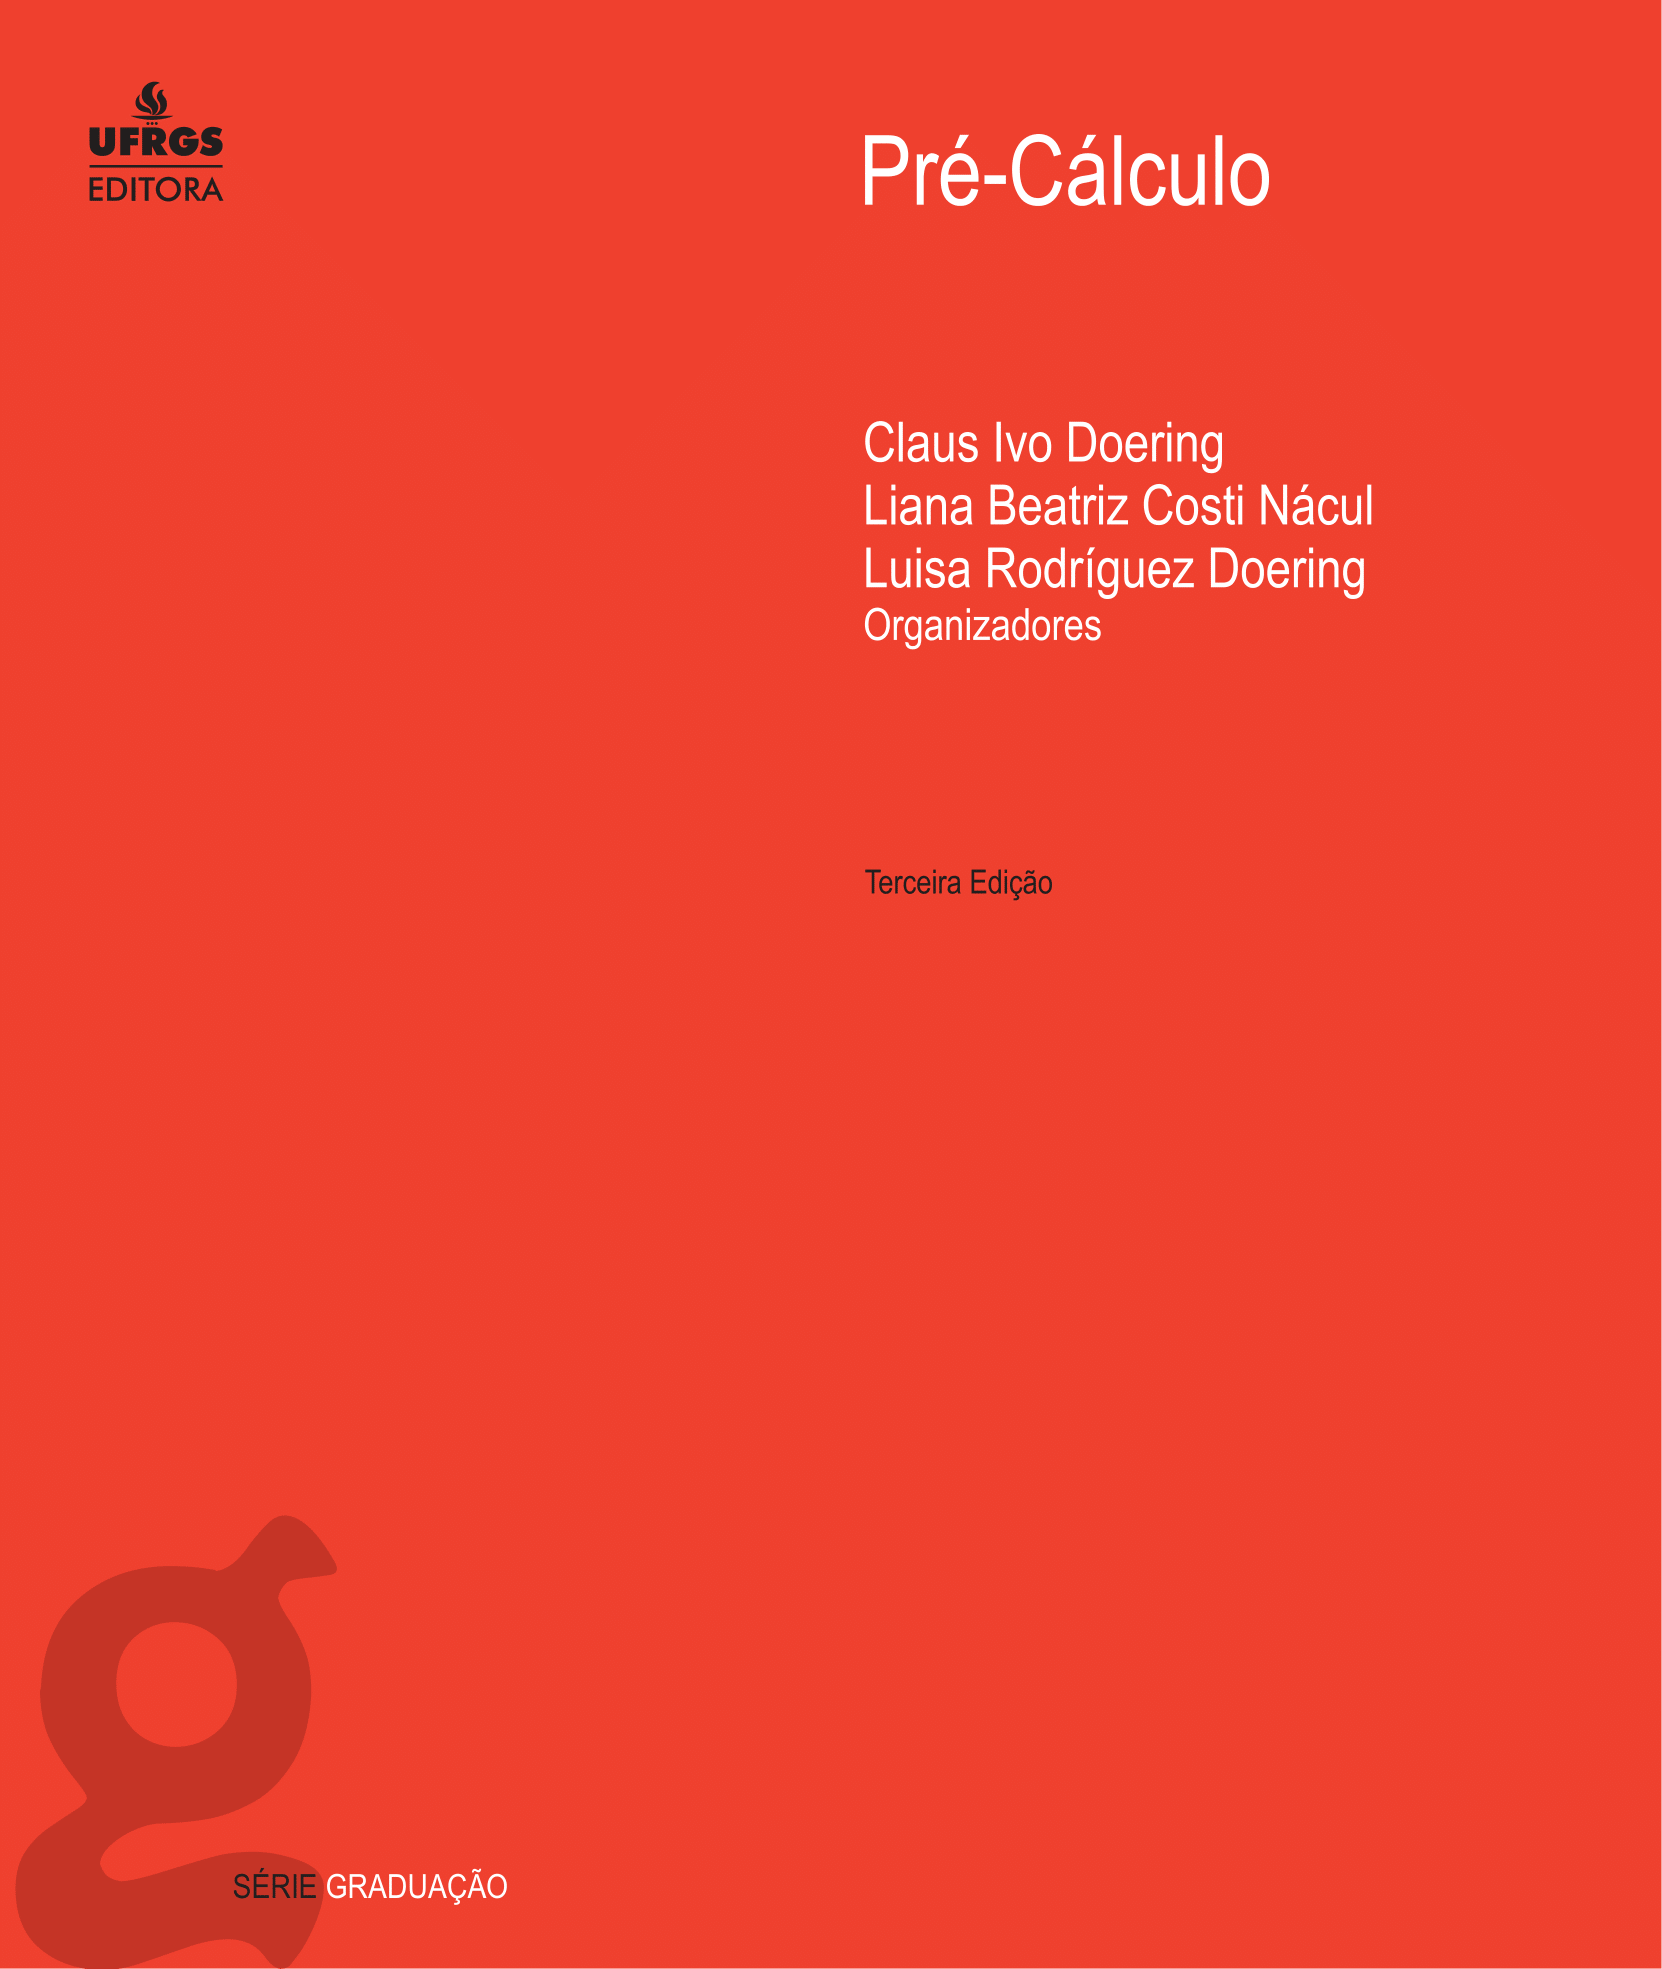 UFRGS
EDITORA
Pré-Cálculo
Claus Ivo Doering
Liana Beatriz Costi Nácul
Luisa Rodríguez Doering
Organizadores
Terceira Edição
g
SÉRIE GRADUAÇÃO